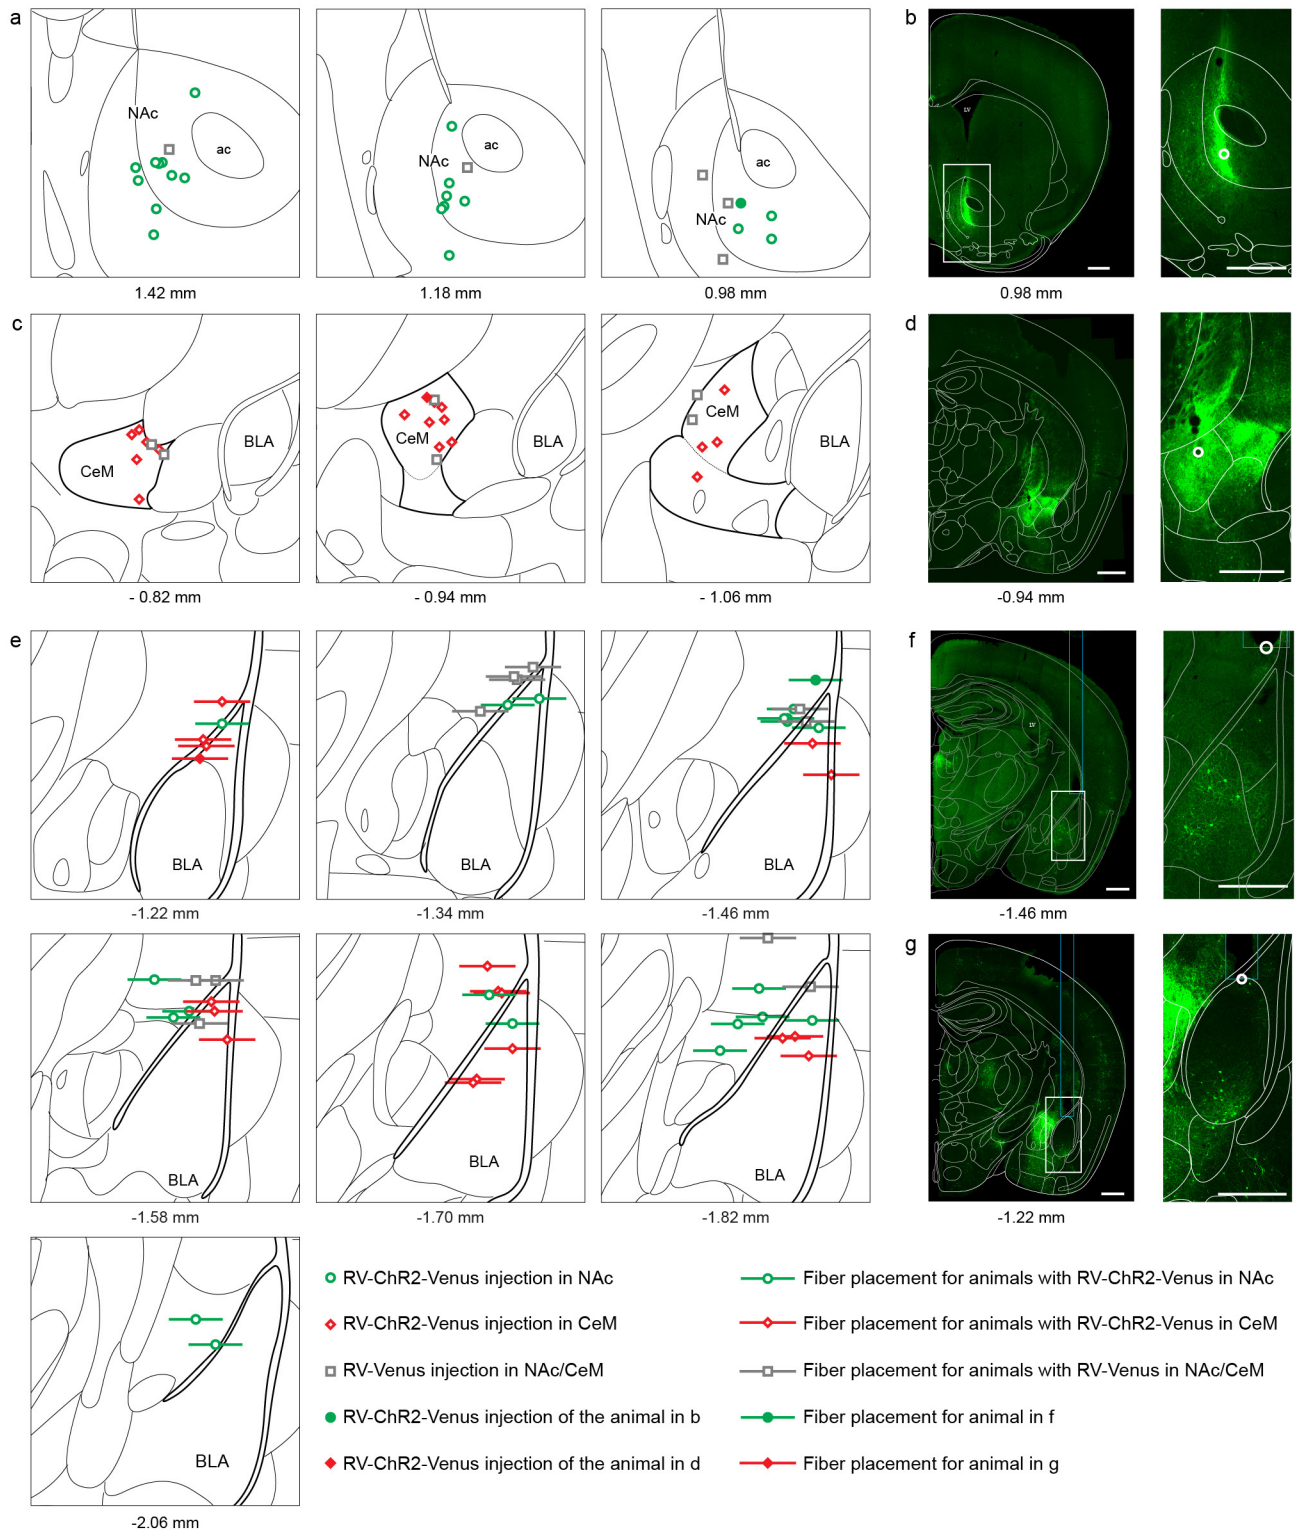 a
NAc
ac
1.42 mm
NAc
ac
1.18 mm
ac
NAc
0.98 mm
b
LV
0.98 mm
c
CeM
BLA
- 0.82 mm
CeM
BLA
- 0.94 mm
CeM
BLA
- 1.06 mm
d
-0.94 mm
e
BLA
-1.22 mm
BLA
-1.34 mm
BLA
-1.46 mm
f
LV
-1.46 mm
BLA
-1.58 mm
BLA
-1.70 mm
BLA
-1.82 mm
g
-1.22 mm
BLA
-2.06 mm
RV-ChR2-Venus injection in NAc
RV-ChR2-Venus injection in CeM
RV-Venus injection in NAc/CeM
RV-ChR2-Venus injection of the animal in b
RV-ChR2-Venus injection of the animal in d
Fiber placement for animals with RV-ChR2-Venus in NAc
Fiber placement for animals with RV-ChR2-Venus in CeM
Fiber placement for animals with RV-Venus in NAc/CeM
Fiber placement for animal in f
Fiber placement for animal in g